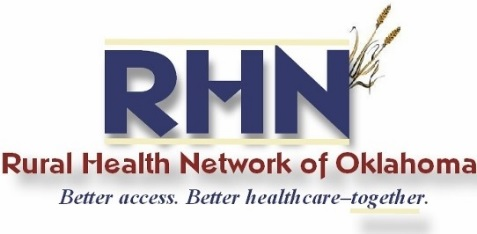 RHN
Rural Health Network of Oklahoma
Better access. Better healthcare–together.